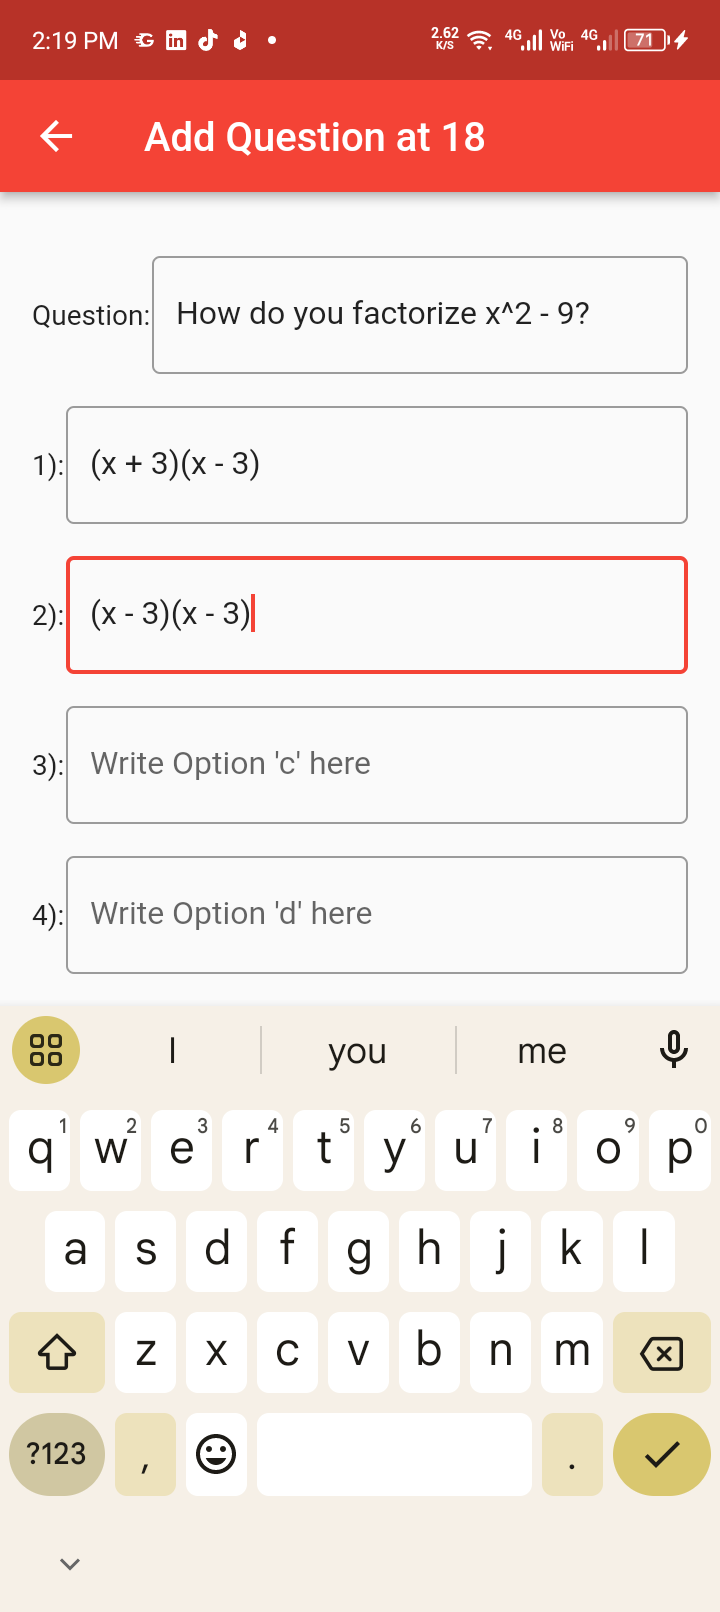 2:19 PM 2.62 K/S 4G Vo WiFi 4G 71
Add Question at 18
Question: How do you factorize x^2 - 9?
1): (x + 3)(x - 3)
2): (x - 3)(x - 3)
3): Write Option 'c' here
4): Write Option 'd' here
I you me
q1 w2 e3 r4 t5 y6 u7 i8 o9 p0
a s d f g h j k l
z x c v b n m
?123 , .